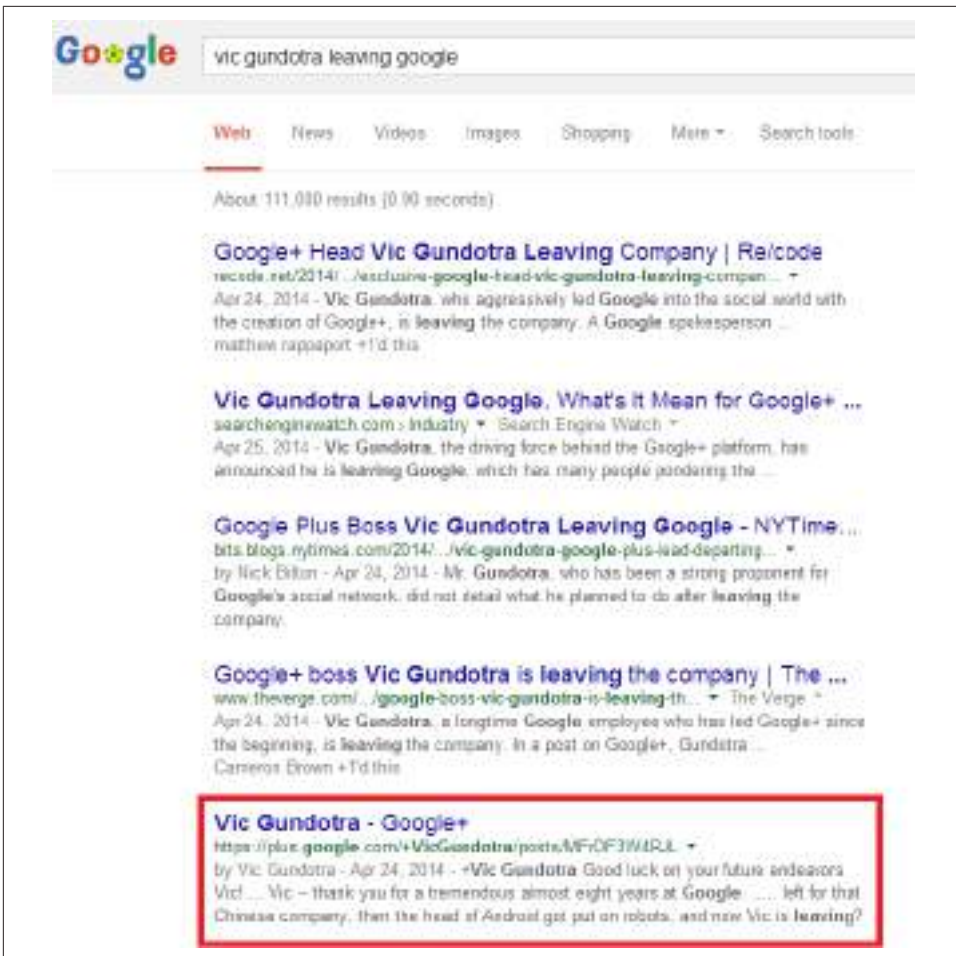 Google
vic gundotra leaving google
Web News Videos Images Shopping More Search tools
About 111,000 results (0.90 seconds)
Google+ Head Vic Gundotra Leaving Company | Re/code
recode.net/2014/.../exclusive-google-head-vic-gundotra-leaving-compan...
Apr 24, 2014 - Vic Gundotra, who aggressively led Google into the social world with
the creation of Google+, is leaving the company. A Google spokesperson ...
matthew rappaport +1'd this
Vic Gundotra Leaving Google, What's It Mean for Google+ ...
searchenginewatch.com › Industry Search Engine Watch
Apr 25, 2014 - Vic Gundotra, the driving force behind the Google+ platform, has
announced he is leaving Google, which has many people pondering the ...
Google Plus Boss Vic Gundotra Leaving Google - NYTime...
bits.blogs.nytimes.com/2014/.../vic-gundotra-google-plus-lead-departing...
by Nick Bilton - Apr 24, 2014 - Mr. Gundotra, who has been a strong proponent for
Google's social network, did not detail what he planned to do after leaving the
company.
Google+ boss Vic Gundotra is leaving the company | The ...
www.theverge.com/.../google-boss-vic-gundotra-is-leaving-th... The Verge
Apr 24, 2014 - Vic Gundotra, a longtime Google employee who has led Google+ since
the beginning, is leaving the company. In a post on Google+, Gundotra ...
Cameron Brown +1'd this
Vic Gundotra - Google+
https://plus.google.com/+VicGundotra/posts/
by Vic Gundotra - Apr 24, 2014 - +Vic Gundotra Good luck on your future endeavors
Vic! ... Vic – thank you for a tremendous almost eight years at Google ..... left for that
Chinese company, then the head of Android got put on robots, and now Vic is leaving?